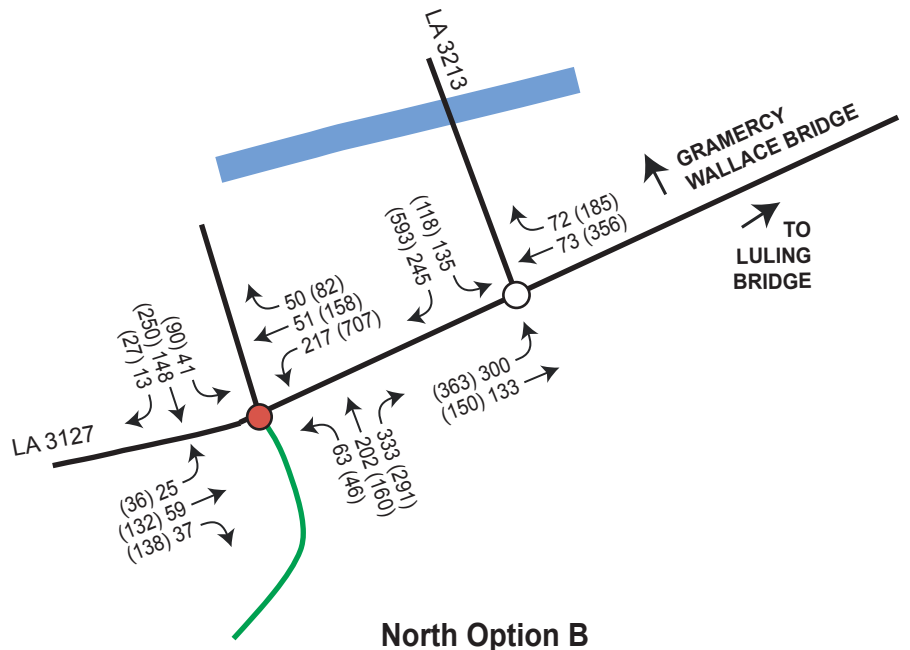 LA 3213
GRAMERCY
WALLACE BRIDGE
TO
LULING
BRIDGE
(118) 135
(593) 245
72 (185)
73 (356)
50 (82)
51 (158)
217 (707)
(90) 41
(250) 148
(27) 13
(363) 300
(150) 133
LA 3127
333 (291)
202 (160)
63 (46)
(36) 25
(132) 59
(138) 37
North Option B